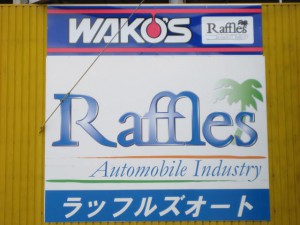 WAKO'S
Raffles
Raffles
Automobile Industry
ラッフルズオート